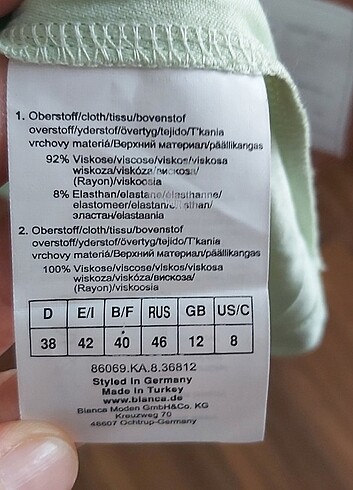 1. Oberstoff/cloth/tissu/bovenstof
overstoff/yderstof/övertyg/tejido/T'kania
vrchovy materiá/Верхний материал/päällikangas
92% Viskose/viscose/viskos/viskosa
wiskoza/viskóza/вискоза/
(Rayon)/viskoosia
8% Elasthan/elastane/élasthanne/
elastomeer/elastan/
эластан/elastaania
2. Oberstoff/cloth/tissu/bovenstof
overstoff/yderstof/övertyg/tejido/T'kania
vrchovy materiá/Верхний материал/päällikangas
100% Viskose/viscose/viskos/viskosa
wiskoza/viskóza/вискоза/
(Rayon)/viskoosia
D E/I B/F RUS GB US/C
38 42 40 46 12 8
86069.KA.8.36812
Styled in Germany
Made in Turkey
www.bianca.de
Bianca Moden GmbH&Co. KG
Kreuzweg 70
48607 Ochtrup-Germany